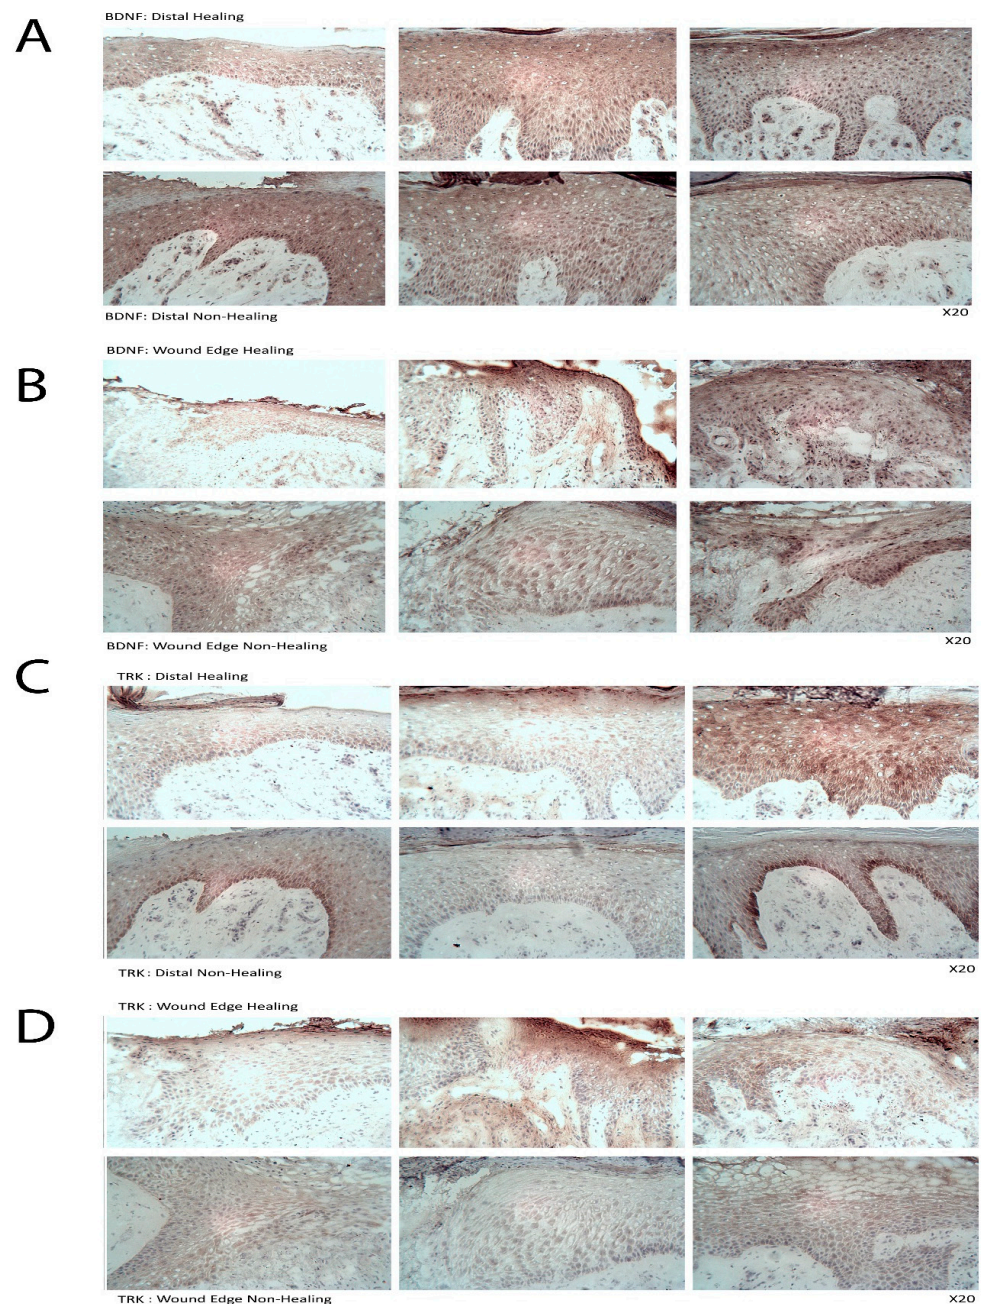 A
BDNF: Distal Healing
BDNF: Distal Non-Healing
X20
B
BDNF: Wound Edge Healing
BDNF: Wound Edge Non-Healing
X20
C
TRK : Distal Healing
TRK : Distal Non-Healing
X20
D
TRK : Wound Edge Healing
TRK : Wound Edge Non-Healing
X20